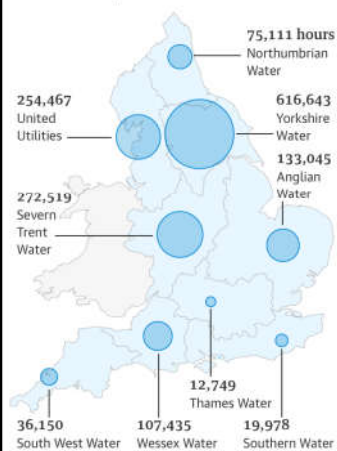 75,111 hours
Northumbrian
Water
254,467
United
Utilities
616,643
Yorkshire
Water
133,045
Anglian
Water
272,519
Severn
Trent
Water
12,749
Thames Water
36,150
South West Water
107,435
Wessex Water
19,978
Southern Water